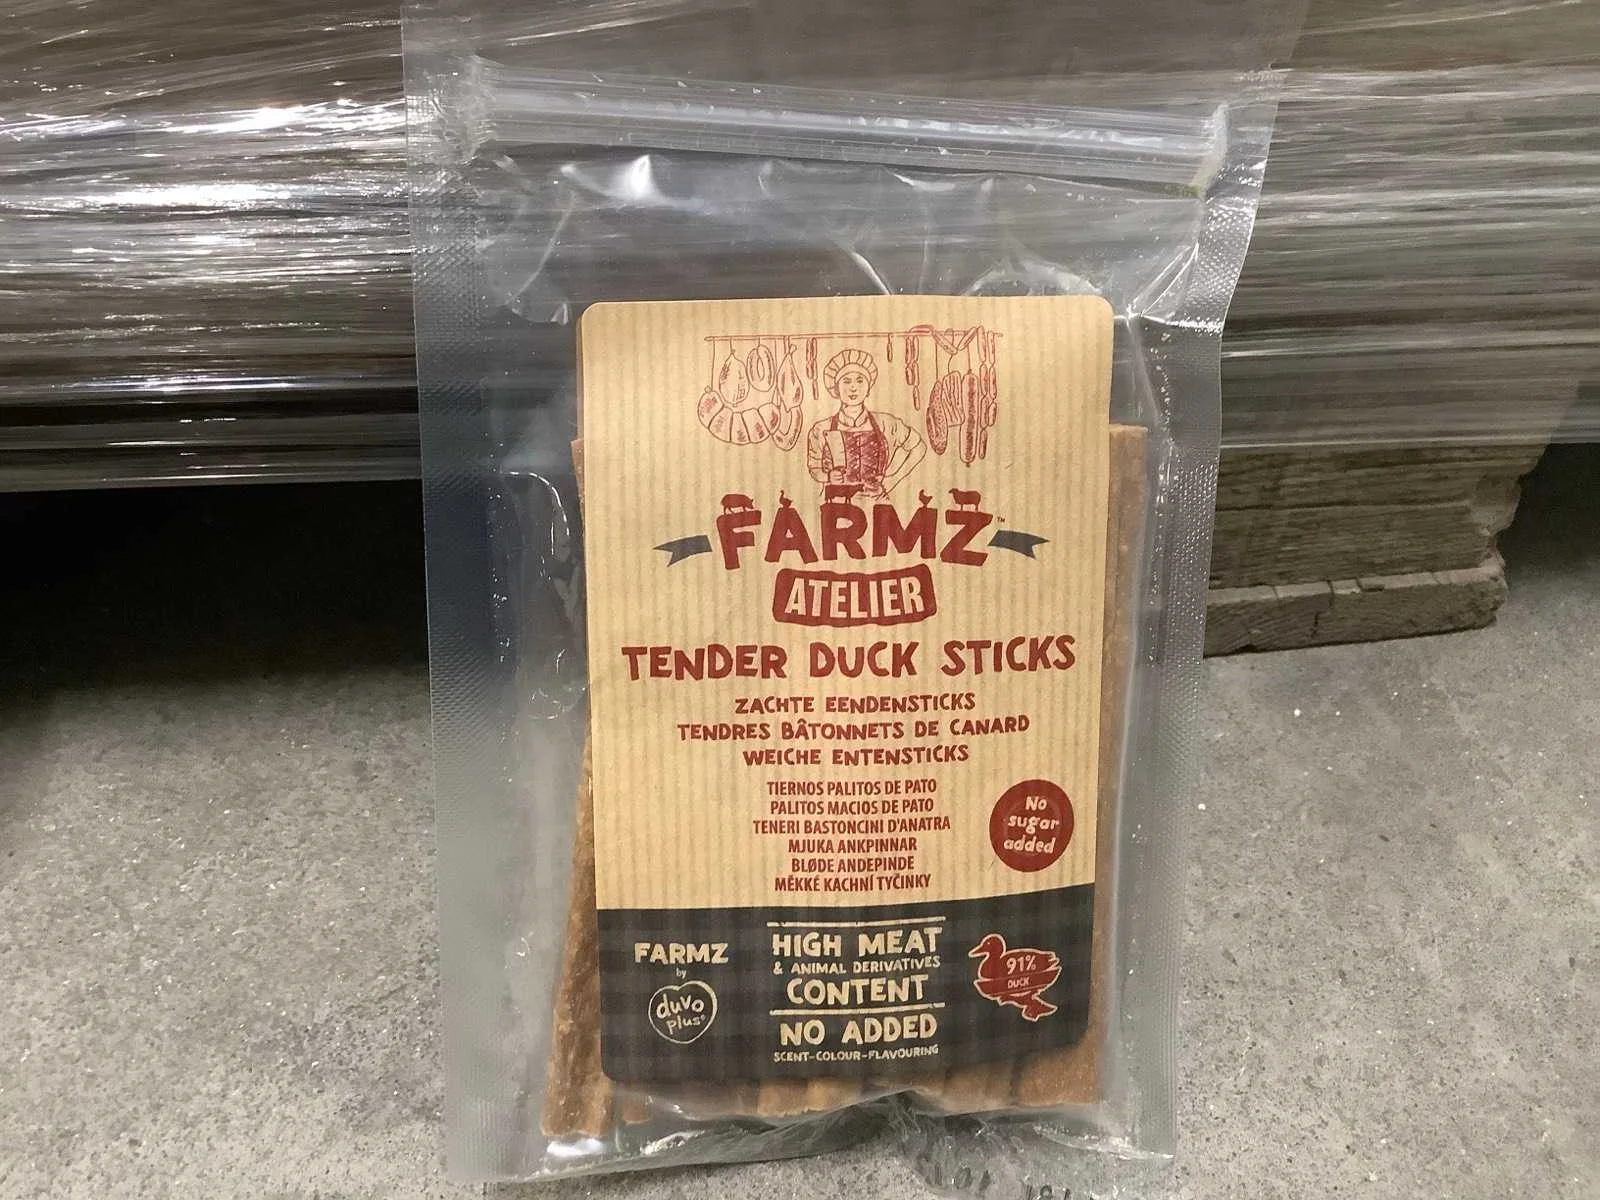 FARMZ™
ATELIER
TENDER DUCK STICKS
ZACHTE EENDENSTICKS
TENDRES BÂTONNETS DE CANARD
WEICHE ENTENSTICKS
TIERNOS PALITOS DE PATO
PALITOS MACIOS DE PATO
TENERI BASTONCINI D'ANATRA
MJUKA ANKPINNAR
BLØDE ANDEPINDE
MĚKKÉ KACHNÍ TYČINKY
No
sugar
added
FARMZ
by
duvo
plus®
HIGH MEAT
& ANIMAL DERIVATIVES
CONTENT
NO ADDED
SCENT-COLOUR-FLAVOURING
91%
DUCK